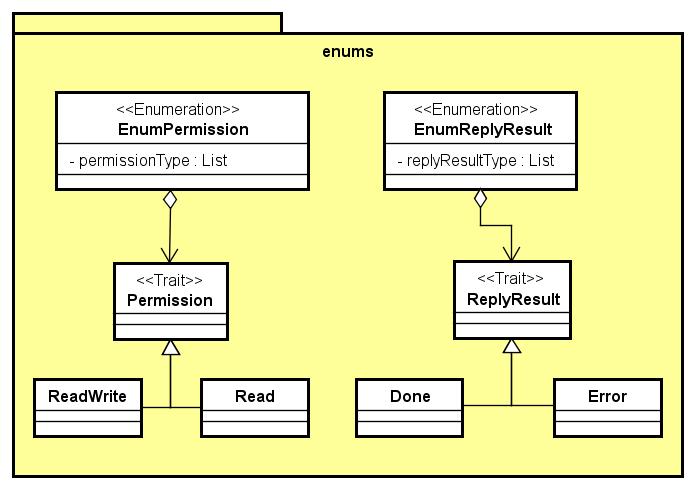 enums
<<Enumeration>>
EnumPermission
- permissionType : List
<<Enumeration>>
EnumReplyResult
- replyResultType : List
<<Trait>>
Permission
<<Trait>>
ReplyResult
ReadWrite
Read
Done
Error